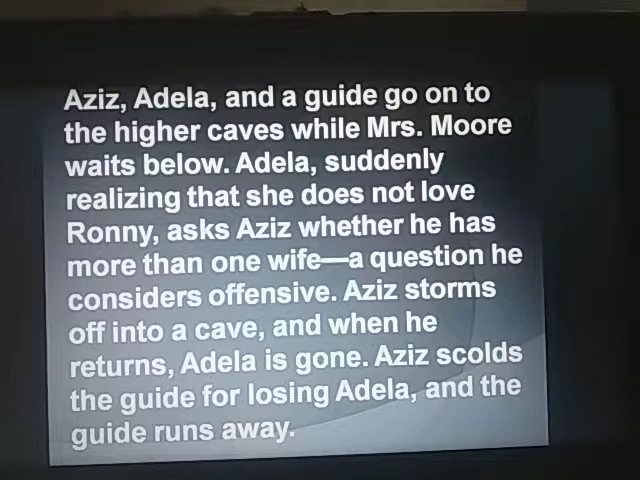 Aziz, Adela, and a guide go on to
the higher caves while Mrs. Moore
waits below. Adela, suddenly
realizing that she does not love
Ronny, asks Aziz whether he has
more than one wife—a question he
considers offensive. Aziz storms
off into a cave, and when he
returns, Adela is gone. Aziz scolds
the guide for losing Adela, and the
guide runs away.